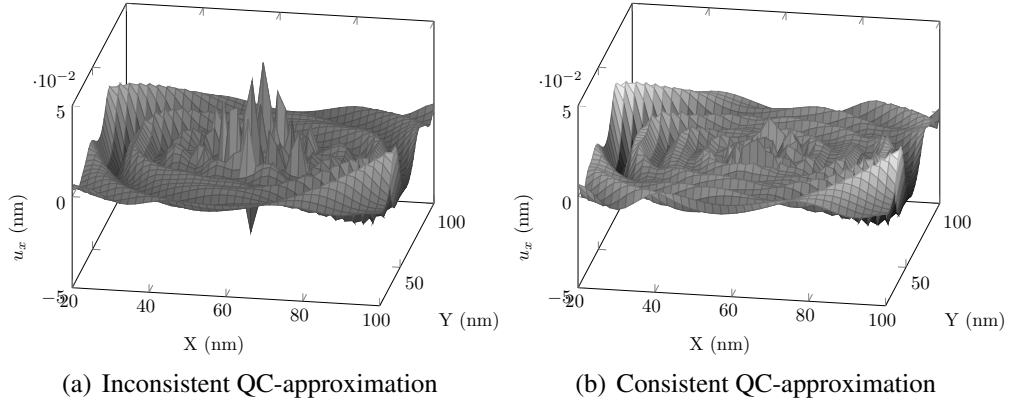 ·10⁻²
5
0
−5
u_x (nm)
20
40
60
80
100
X (nm)
50
100
Y (nm)
(a) Inconsistent QC-approximation
·10⁻²
5
0
−5
u_x (nm)
20
40
60
80
100
X (nm)
50
100
Y (nm)
(b) Consistent QC-approximation